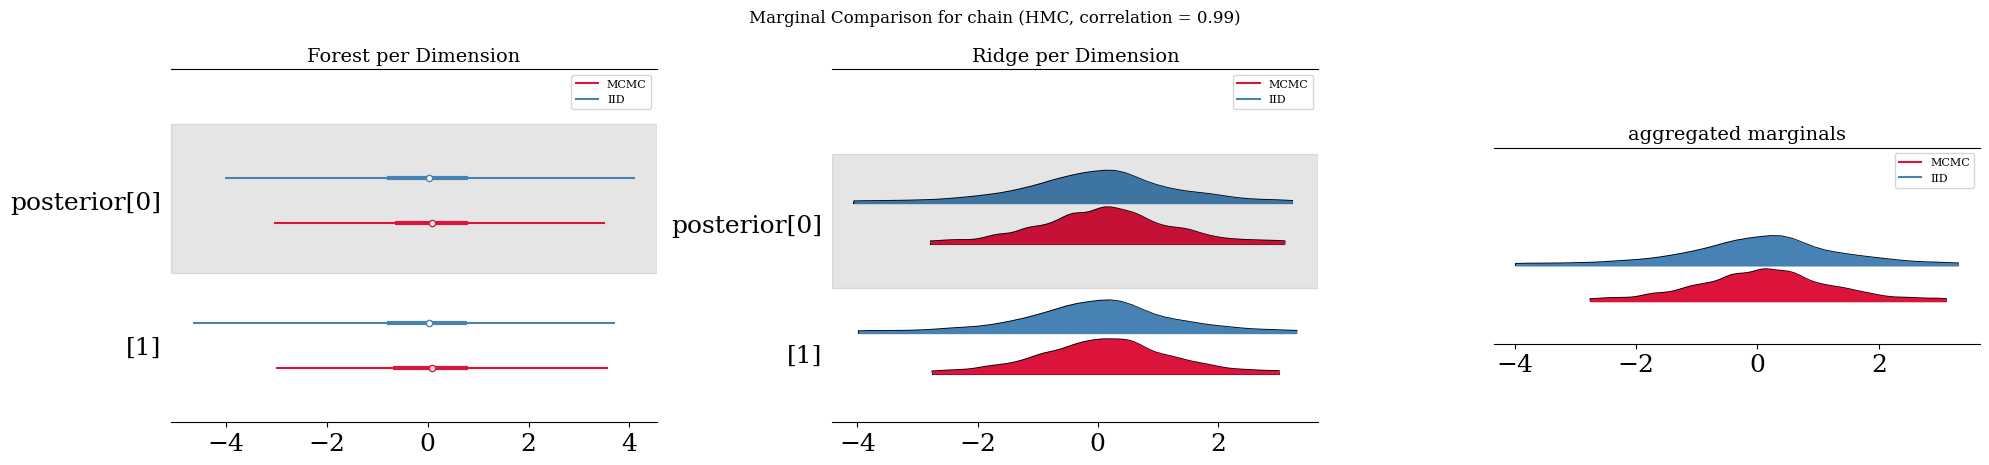 Marginal Comparison for chain (HMC, correlation = 0.99)
Forest per Dimension
MCMC
IID
posterior[0]
[1]
−4 −2 0 2 4
Ridge per Dimension
MCMC
IID
posterior[0]
[1]
−4 −2 0 2
aggregated marginals
MCMC
IID
−4 −2 0 2